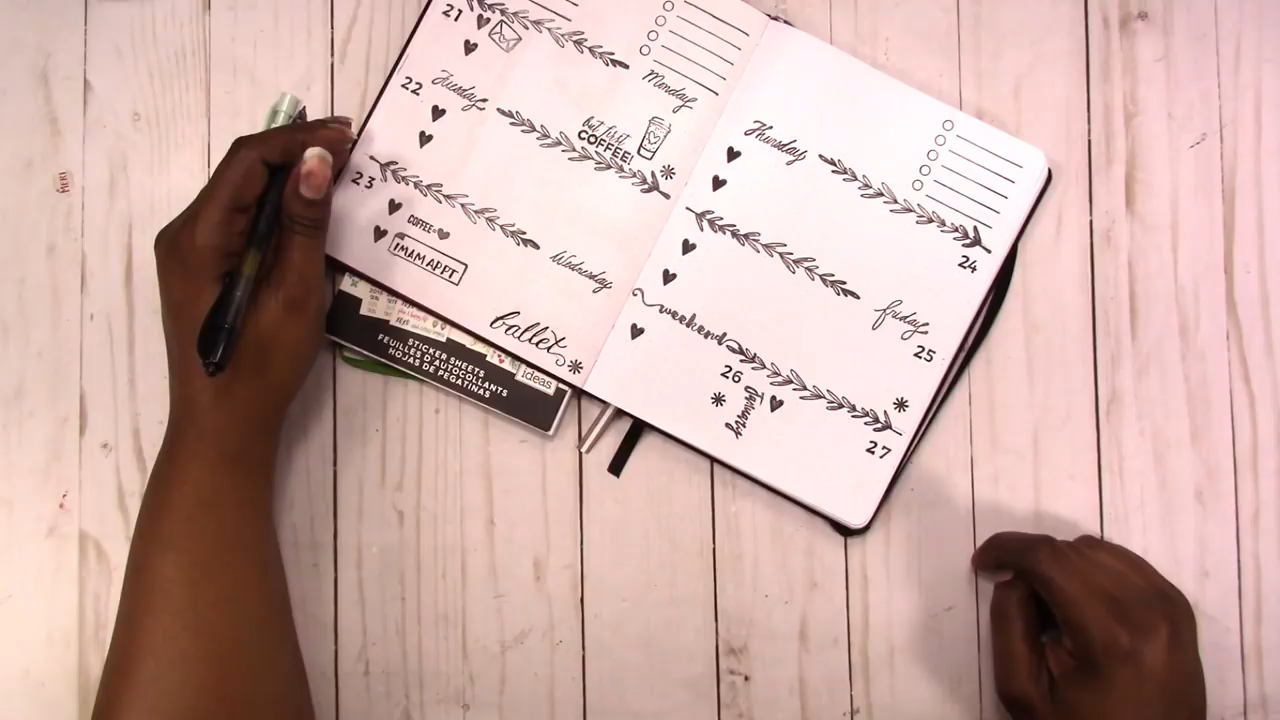 21
Monday
22
Tuesday
but first
COFFEE!
23
COFFEE
IMAM APPT
Wednesday
ballet
Thursday
24
friday
25
weekend
26
January
27
STICKER SHEETS
FEUILLES D'AUTOCOLLANTS
HOJAS DE PEGATINAS
ideas